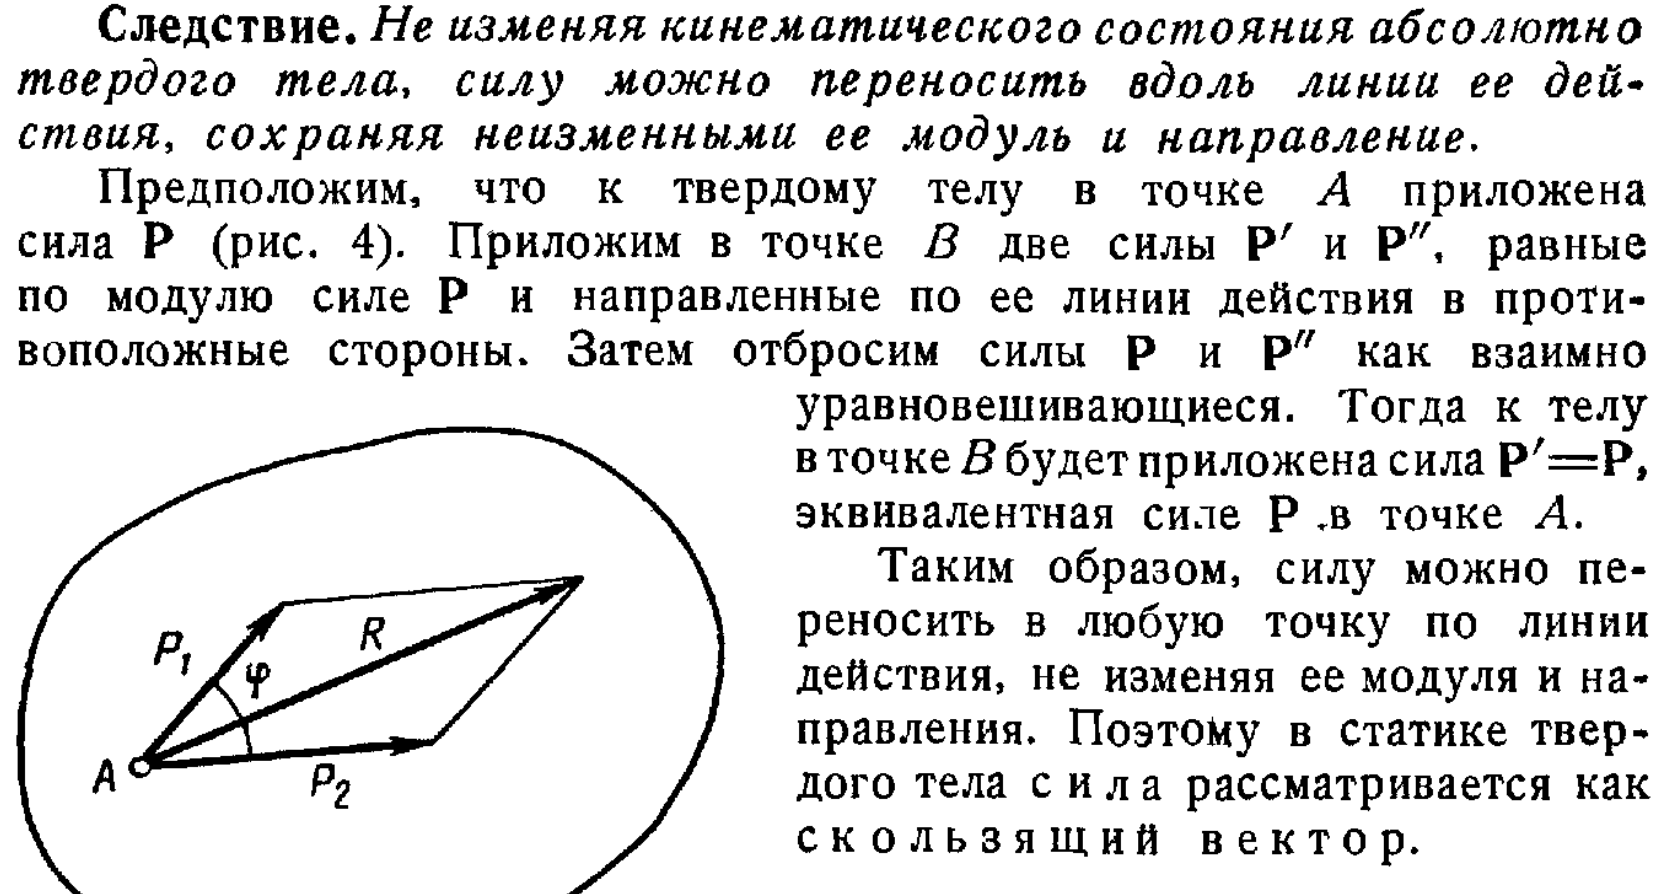 Следствие. Не изменяя кинематического состояния абсолютно
твердого тела, силу можно переносить вдоль линии ее дей-
ствия, сохраняя неизменными ее модуль и направление.
Предположим, что к твердому телу в точке A приложена
сила P (рис. 4). Приложим в точке B две силы P′ и P″, равные
по модулю силе P и направленные по ее линии действия в проти-
воположные стороны. Затем отбросим силы P и P″ как взаимно
уравновешивающиеся. Тогда к телу
в точке B будет приложена сила P′=P,
эквивалентная силе P в точке A.
Таким образом, силу можно пе-
реносить в любую точку по линии
действия, не изменяя ее модуля и на-
правления. Поэтому в статике твер-
дого тела сила рассматривается как
скользящий вектор.
P₁
φ
R
A
P₂